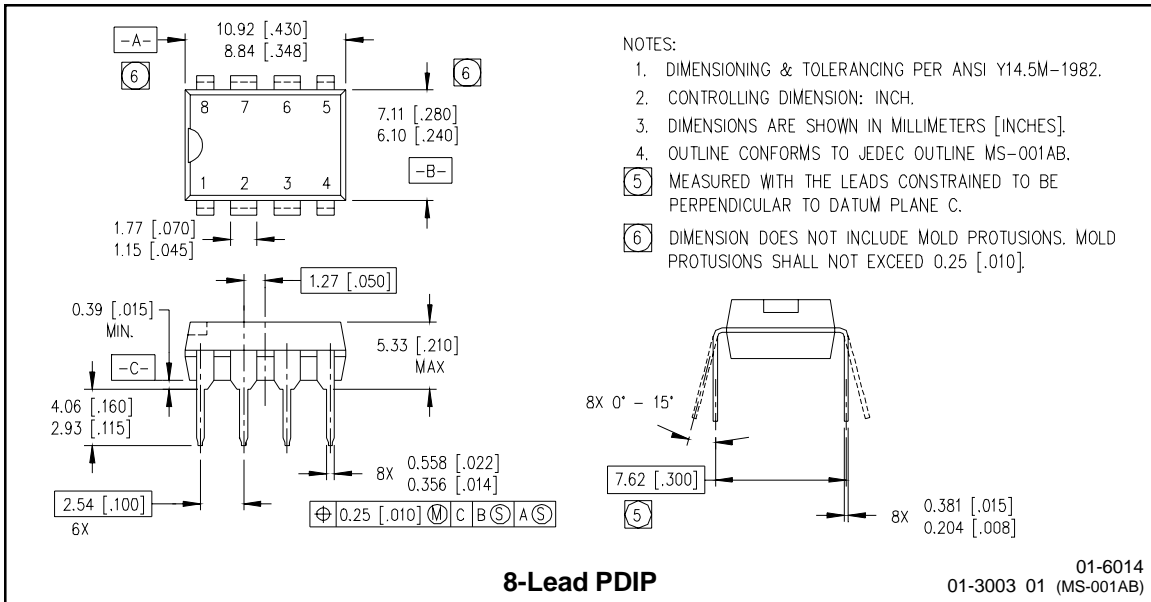 -A-
10.92 [.430]
8.84 [.348]
6
6
8 7 6 5
1 2 3 4
7.11 [.280]
6.10 [.240]
-B-
1.77 [.070]
1.15 [.045]
1.27 [.050]
0.39 [.015]
MIN.
-C-
5.33 [.210]
MAX
4.06 [.160]
2.93 [.115]
2.54 [.100]
6X
8X 0.558 [.022]
0.356 [.014]
⌖ 0.25 [.010] Ⓜ C B Ⓢ A Ⓢ
NOTES:
1. DIMENSIONING & TOLERANCING PER ANSI Y14.5M-1982.
2. CONTROLLING DIMENSION: INCH.
3. DIMENSIONS ARE SHOWN IN MILLIMETERS [INCHES].
4. OUTLINE CONFORMS TO JEDEC OUTLINE MS-001AB.
5 MEASURED WITH THE LEADS CONSTRAINED TO BE
PERPENDICULAR TO DATUM PLANE C.
6 DIMENSION DOES NOT INCLUDE MOLD PROTUSIONS. MOLD
PROTUSIONS SHALL NOT EXCEED 0.25 [.010].
8X 0° - 15°
7.62 [.300]
5
8X 0.381 [.015]
0.204 [.008]
8-Lead PDIP
01-6014
01-3003 01 (MS-001AB)